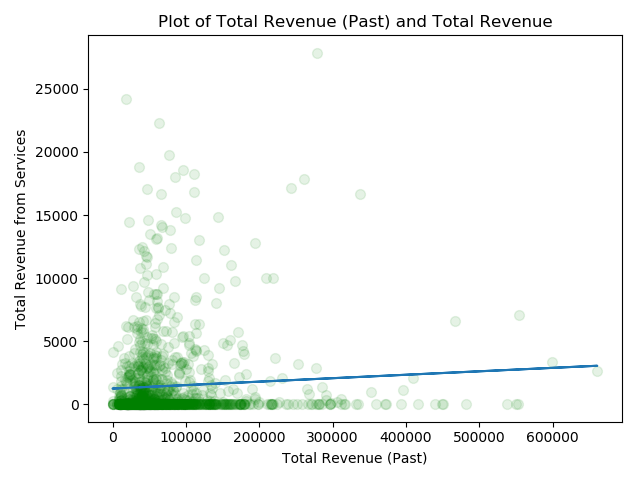 Plot of Total Revenue (Past) and Total Revenue
Total Revenue from Services
25000
20000
15000
10000
5000
0
0 100000 200000 300000 400000 500000 600000
Total Revenue (Past)